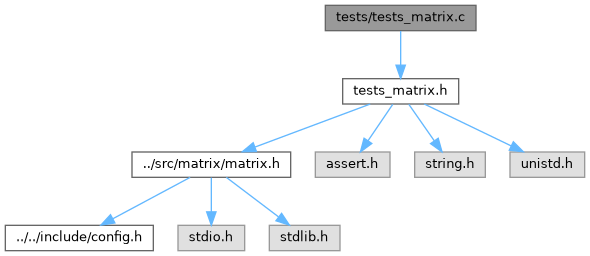 tests/tests_matrix.c
tests_matrix.h
../src/matrix/matrix.h
assert.h
string.h
unistd.h
../../include/config.h
stdio.h
stdlib.h